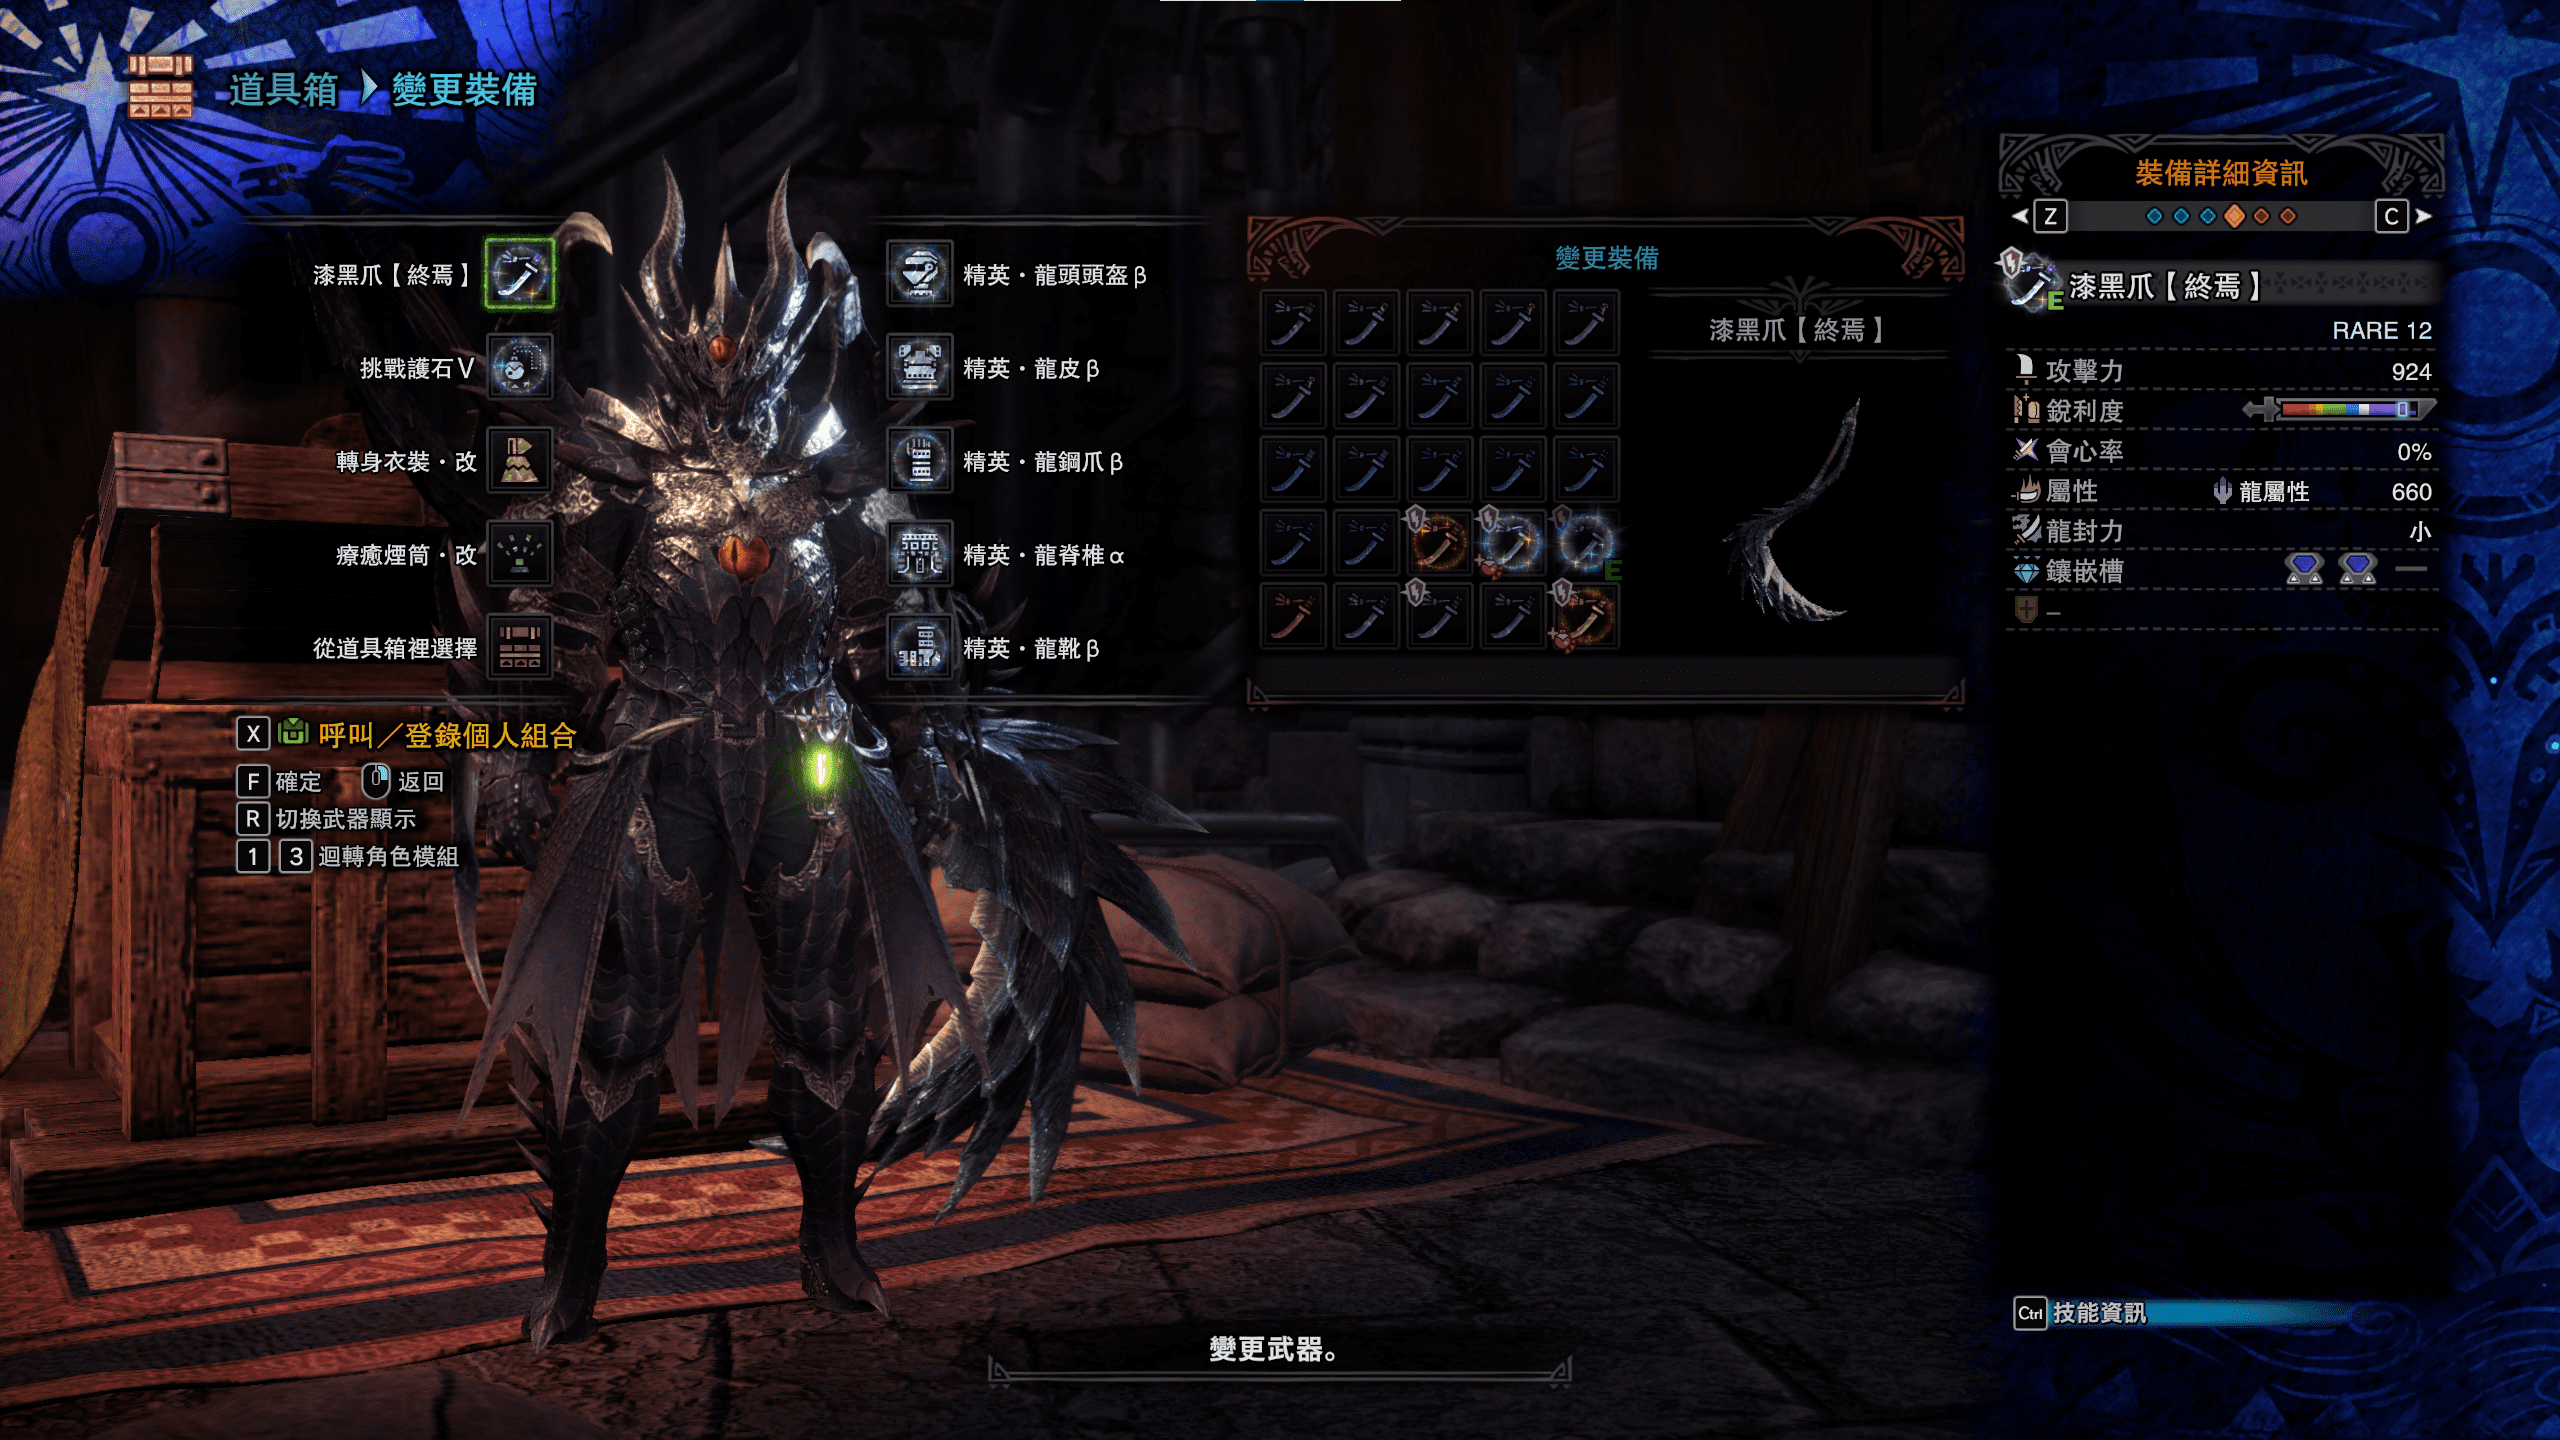 道具箱 變更裝備
漆黑爪【終焉】
挑戰護石Ⅴ
轉身衣裝・改
療癒煙筒・改
從道具箱裡選擇
X 呼叫／登錄個人組合
F 確定 返回
R 切換武器顯示
1 3 迴轉角色模組
精英・龍頭頭盔β
精英・龍皮β
精英・龍鋼爪β
精英・龍脊椎α
精英・龍靴β
變更裝備
漆黑爪【終焉】
E
裝備詳細資訊
Z C
E 漆黑爪【終焉】
RARE 12
攻擊力 924
銳利度
會心率 0%
屬性 龍屬性 660
龍封力 小
鑲嵌槽 —
–
Ctrl 技能資訊
變更武器。